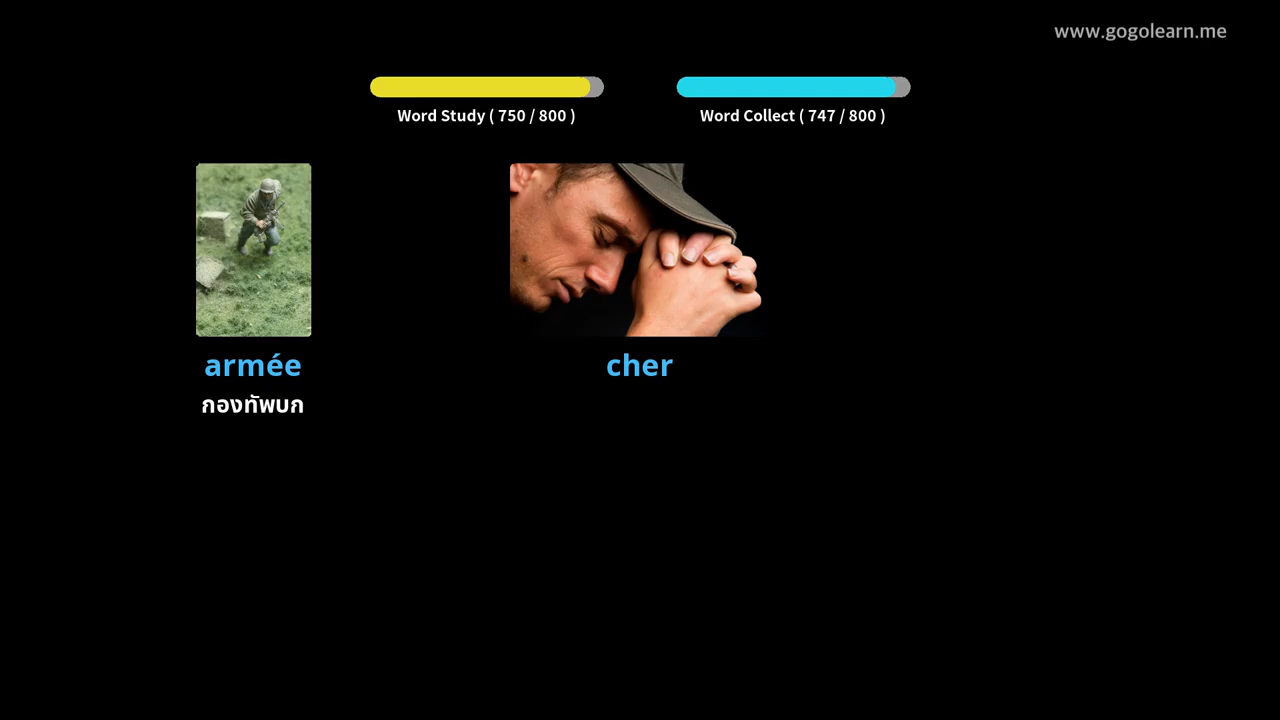 www.gogolearn.me
Word Study ( 750 / 800 )
Word Collect ( 747 / 800 )
armée
กองทัพบก
cher